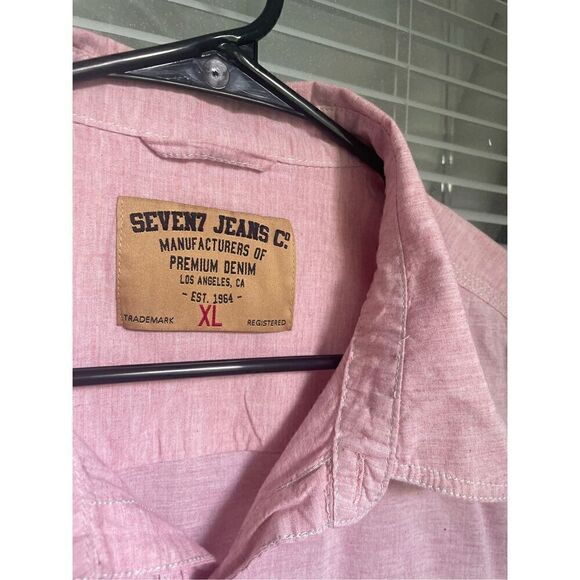 SEVEN7 JEANS Cº
MANUFACTURERS OF
PREMIUM DENIM
LOS ANGELES, CA
- EST. 1964 -
TRADEMARK XL REGISTERED